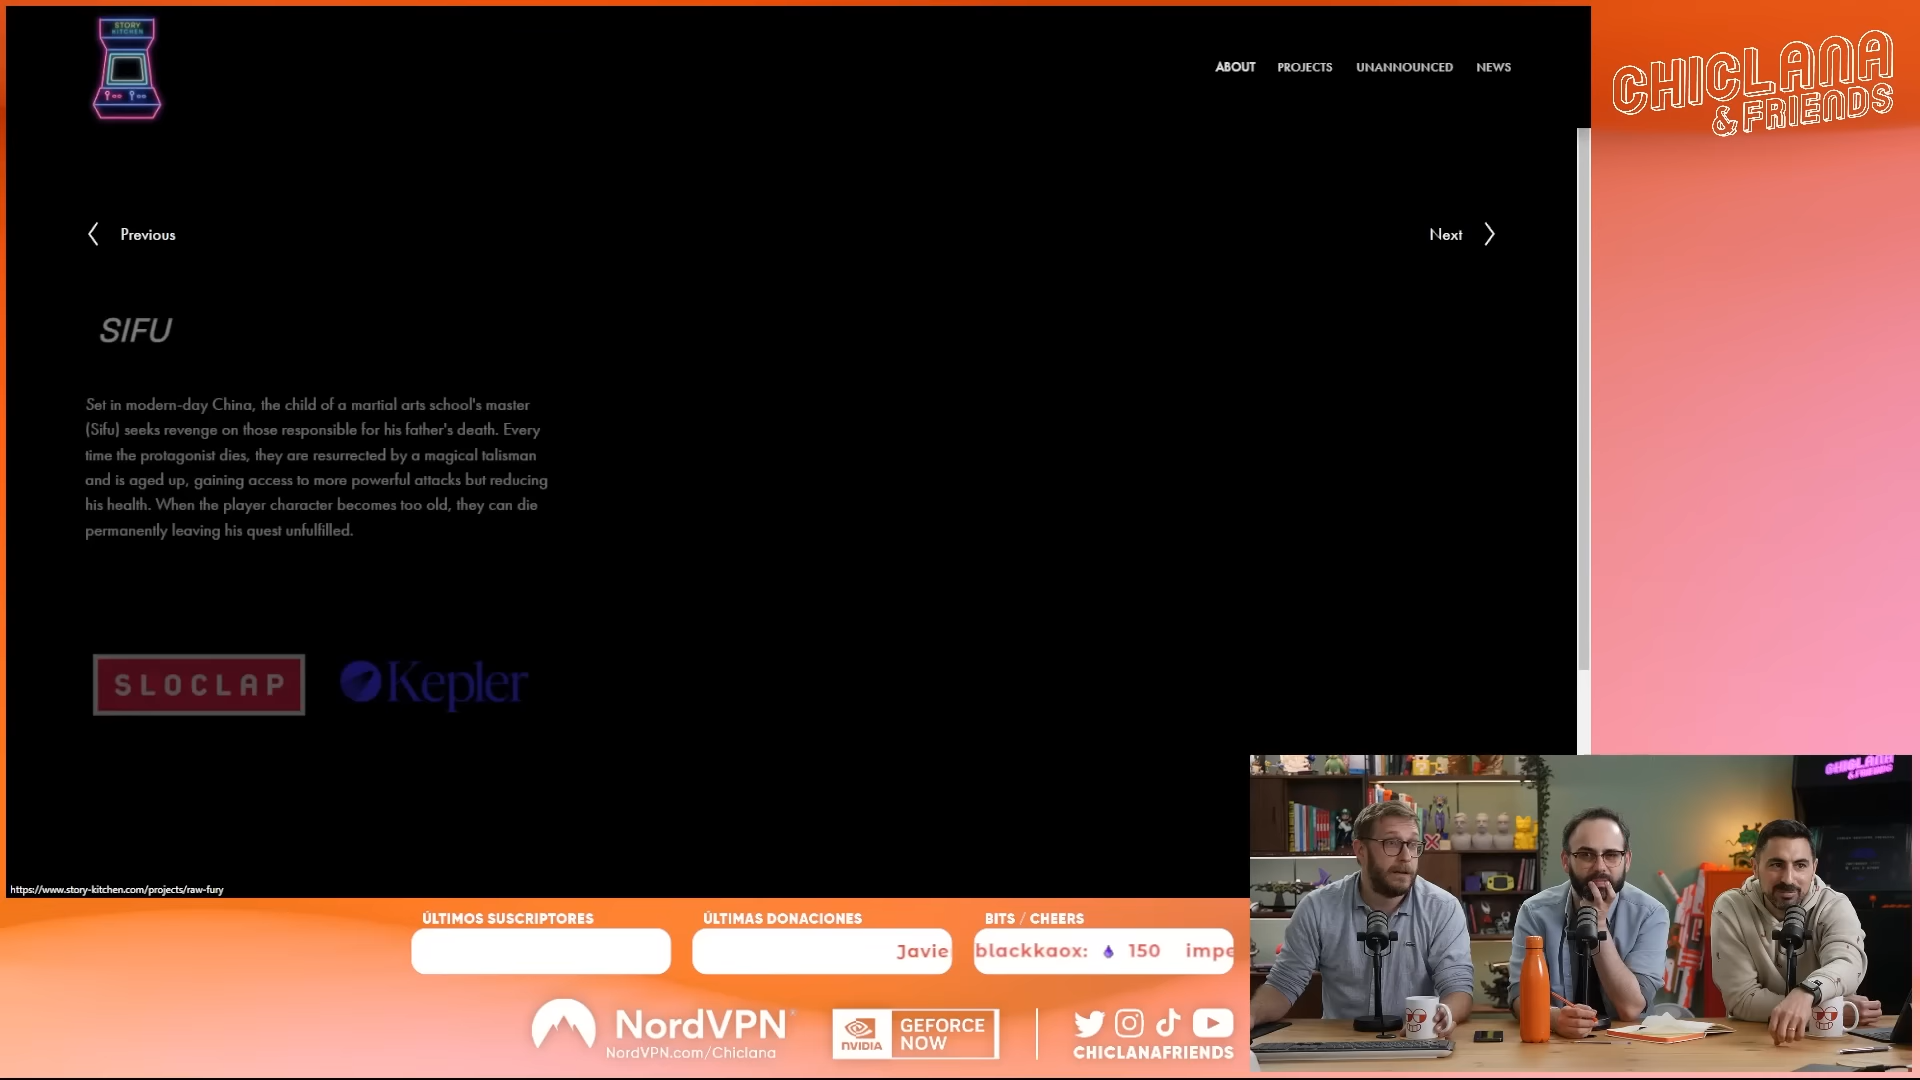 STORY
KITCHEN
ABOUT
PROJECTS
UNANNOUNCED
NEWS
CHICLANA
& FRIENDS
Previous
Next
SIFU
Set in modern-day China, the child of a martial arts school's master
(Sifu) seeks revenge on those responsible for his father's death. Every
time the protagonist dies, they are resurrected by a magical talisman
and is aged up, gaining access to more powerful attacks but reducing
his health. When the player character becomes too old, they can die
permanently leaving his quest unfulfilled.
SLOCLAP
Kepler
CHICLANA
& FRIENDS
https://www.story-kitchen.com/projects/raw-fury
ÚLTIMOS SUSCRIPTORES
ÚLTIMAS DONACIONES
BITS / CHEERS
Javie
blackkaox: 150 impe
NordVPN
NordVPN.com/Chiclana
NVIDIA
GEFORCE
NOW
CHICLANAFRIENDS